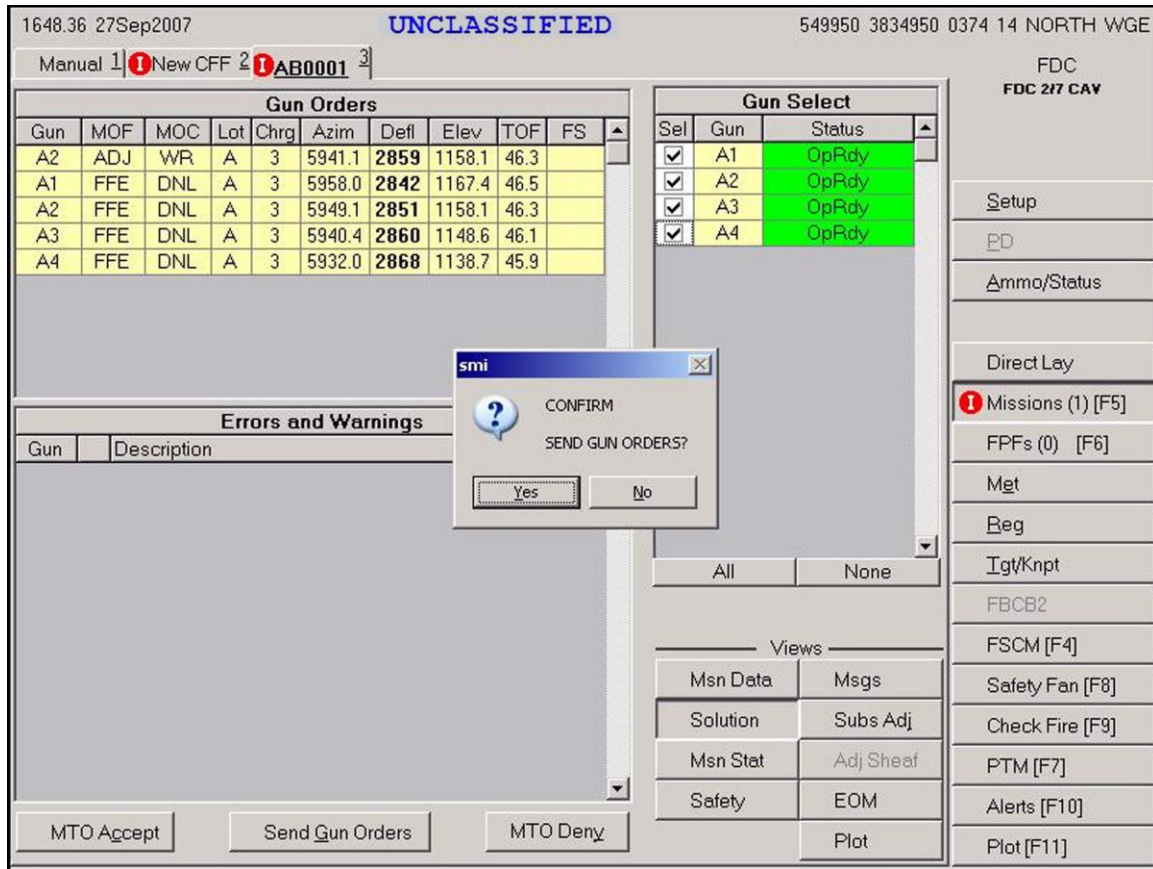 1648.36 27Sep2007 UNCLASSIFIED 549950 3834950 0374 14 NORTH WGE
Manual 1 I New CFF 2 I AB0001 3
FDC
FDC 2/7 CAV
Gun Orders
Gun MOF MOC Lot Chrg Azim Defl Elev TOF FS
A2 ADJ WR A 3 5941.1 2859 1158.1 46.3
A1 FFE DNL A 3 5958.0 2842 1167.4 46.5
A2 FFE DNL A 3 5949.1 2851 1158.1 46.3
A3 FFE DNL A 3 5940.4 2860 1148.6 46.1
A4 FFE DNL A 3 5932.0 2868 1138.7 45.9
Gun Select
Sel Gun Status
A1 OpRdy
A2 OpRdy
A3 OpRdy
A4 OpRdy
All None
smi
CONFIRM
SEND GUN ORDERS?
Yes No
Errors and Warnings
Gun Description
Views
Msn Data Msgs
Solution Subs Adj
Msn Stat Adj Sheaf
Safety EOM
Plot
MTO Accept Send Gun Orders MTO Deny
Setup
PD
Ammo/Status
Direct Lay
I Missions (1) [F5]
FPFs (0) [F6]
Met
Reg
Tgt/Knpt
FBCB2
FSCM [F4]
Safety Fan [F8]
Check Fire [F9]
PTM [F7]
Alerts [F10]
Plot [F11]